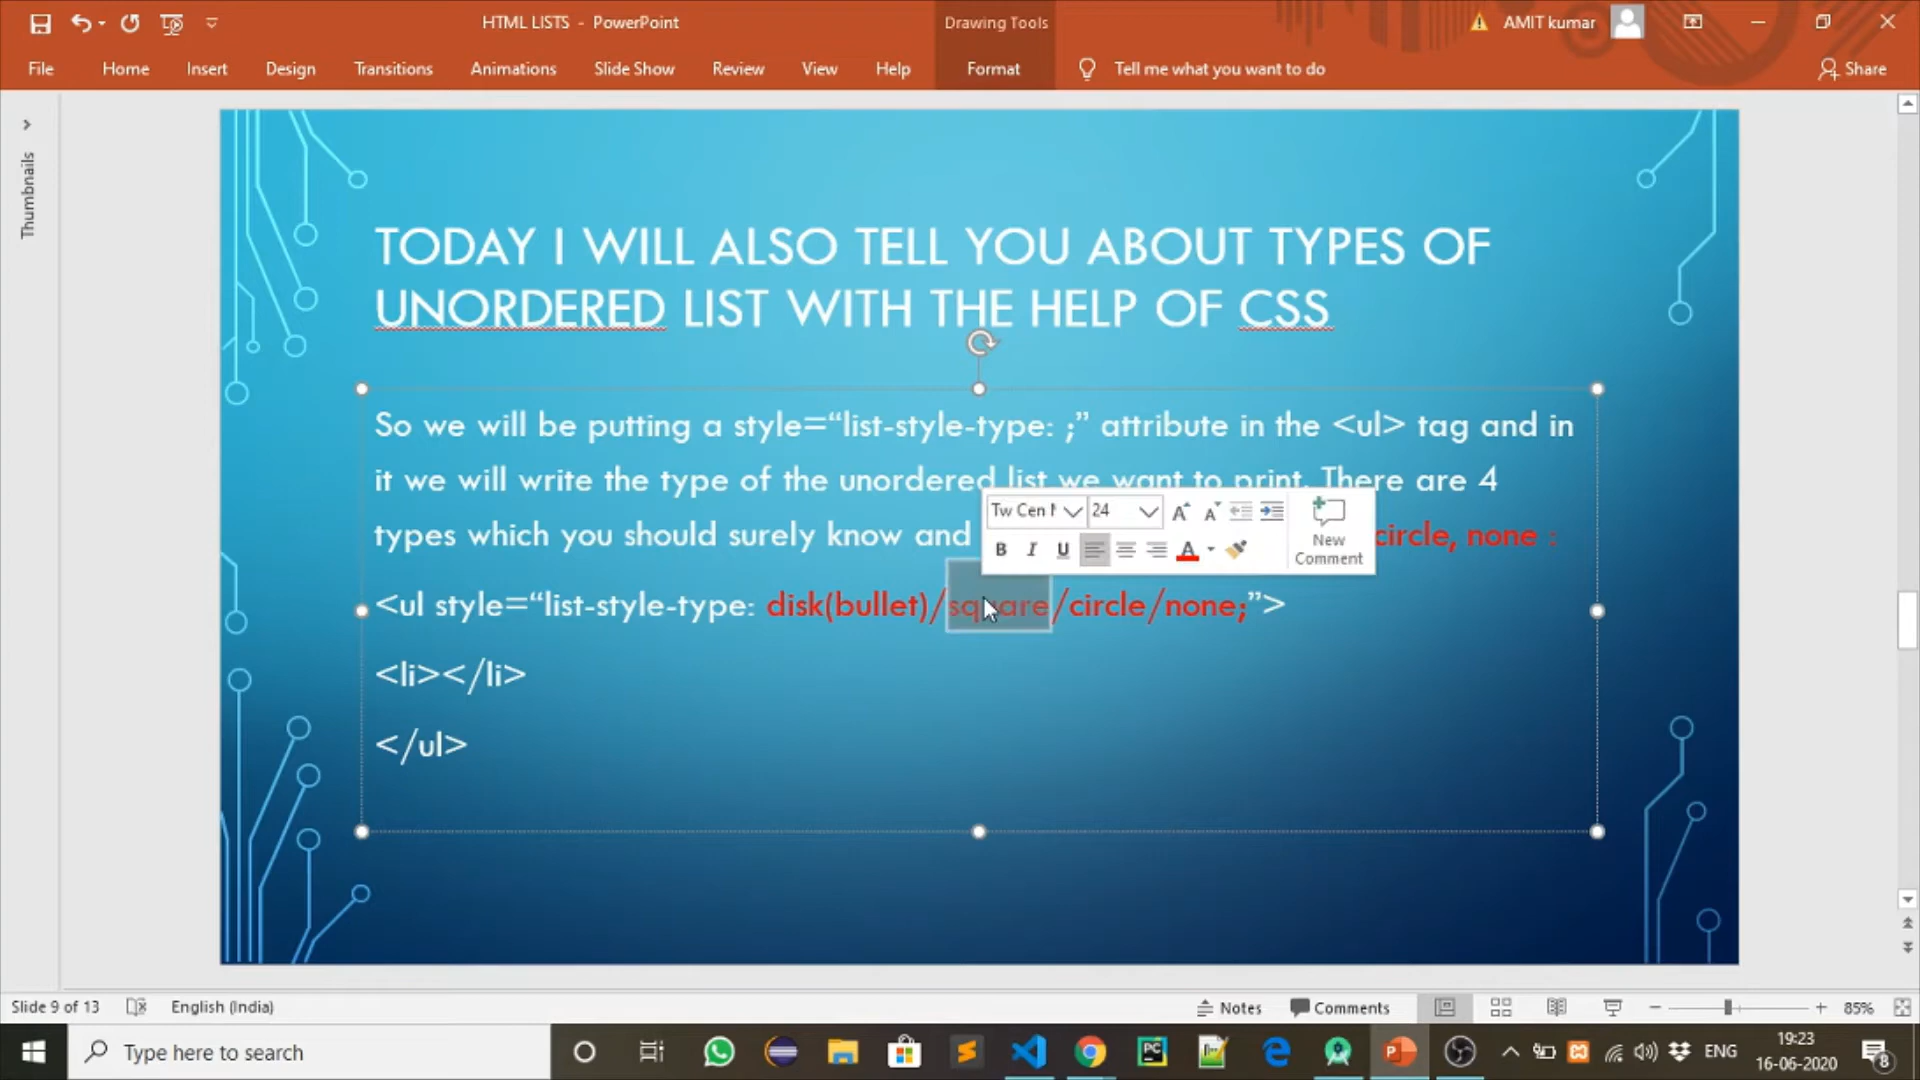 HTML LISTS - PowerPoint
Drawing Tools
AMIT kumar
File Home Insert Design Transitions Animations Slide Show Review View Help Format Tell me what you want to do Share
Thumbnails
TODAY I WILL ALSO TELL YOU ABOUT TYPES OF
UNORDERED LIST WITH THE HELP OF CSS
So we will be putting a style=“list-style-type: ;” attribute in the <ul> tag and in
it we will write the type of the unordered list we want to print. There are 4
types which you should surely know and circle, none :
Tw Cen 24
B I U A
New
Comment
<ul style=“list-style-type: disk(bullet)/square/circle/none;”>
<li></li>
</ul>
Slide 9 of 13 English (India) Notes Comments 85%
Type here to search
PC
ENG
19:23
16-06-2020
8